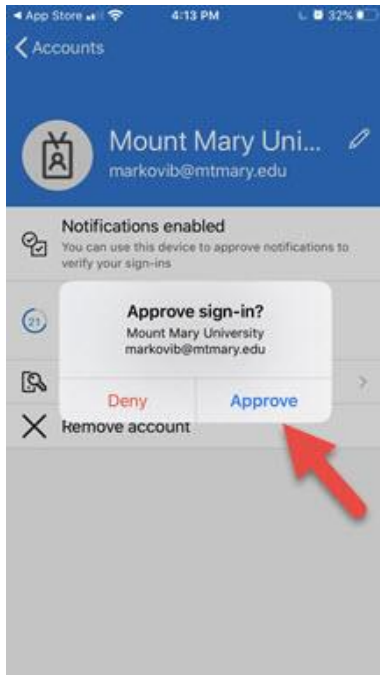 ◄ App Store 4:13 PM 32%
Accounts
Mount Mary Uni...
markovib@mtmary.edu
Notifications enabled
You can use this device to approve notifications to
verify your sign-ins
21
Approve sign-in?
Mount Mary University
markovib@mtmary.edu
Deny Approve
Remove account